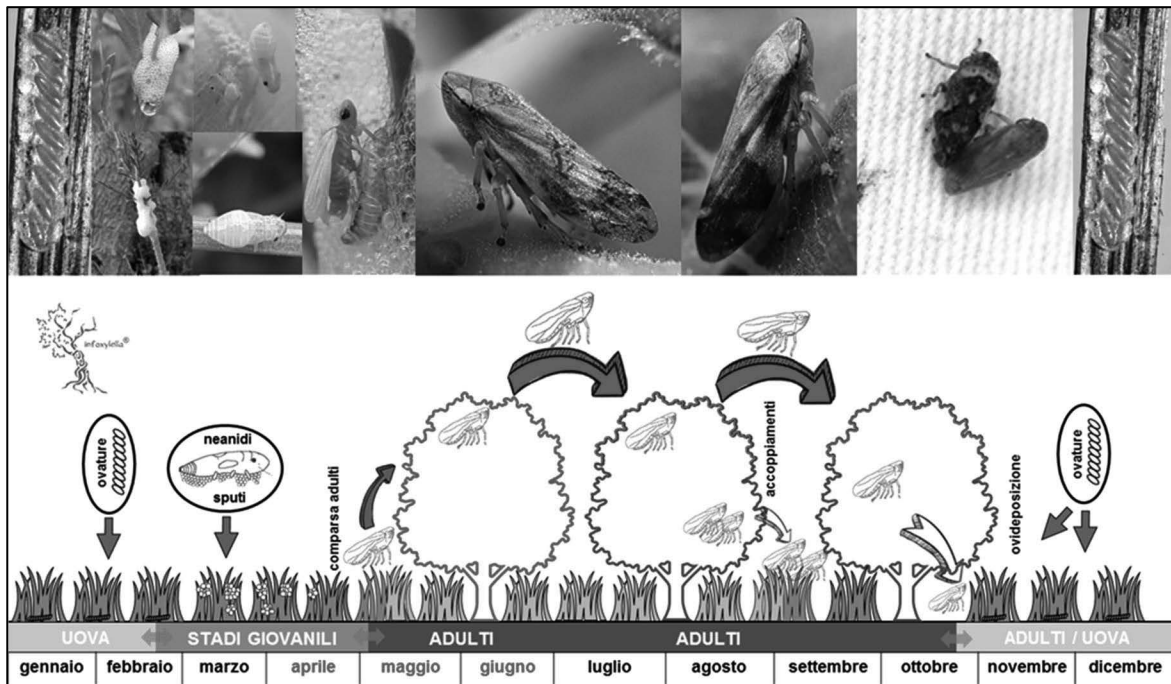 infoxylella®
ovature
neanidi
sputi
comparsa adulti
accoppiamenti
ovideposizione
ovature
UOVA
STADI GIOVANILI
ADULTI
ADULTI
ADULTI / UOVA
gennaio febbraio marzo aprile maggio giugno luglio agosto settembre ottobre novembre dicembre